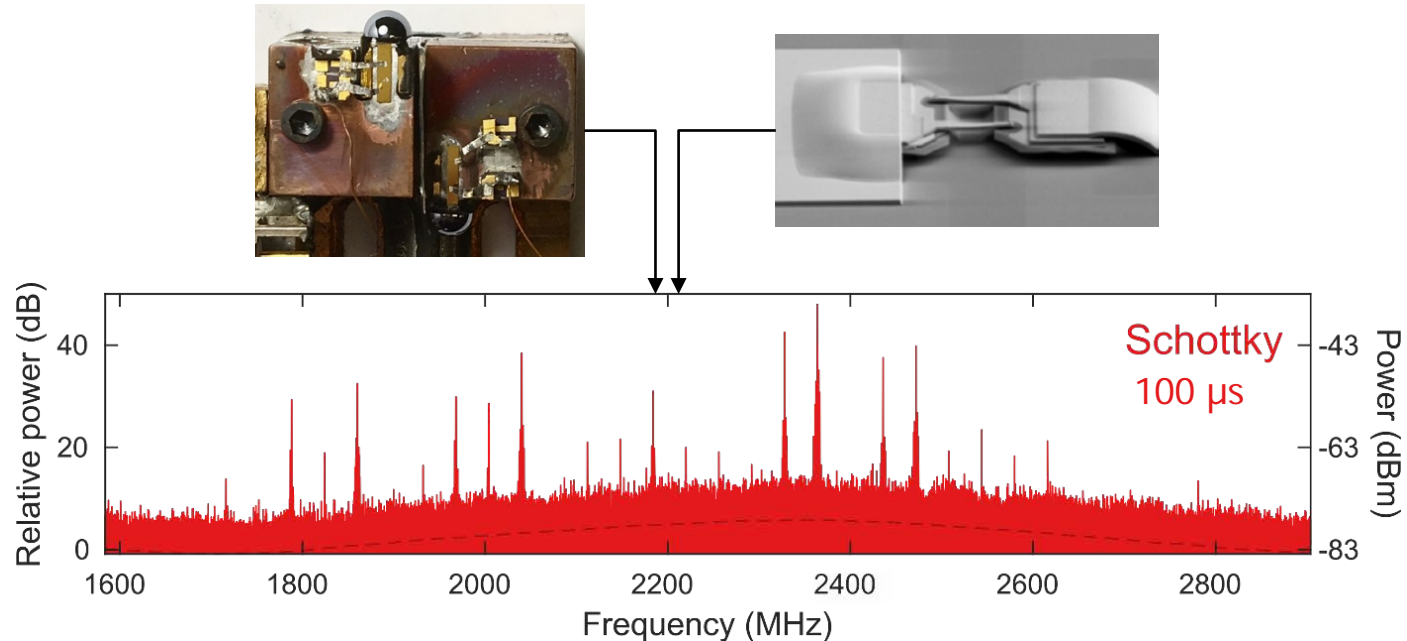 Relative power (dB)
40
20
0
Schottky
100 μs
-43
-63
-83
Power (dBm)
1600
1800
2000
2200
2400
2600
2800
Frequency (MHz)